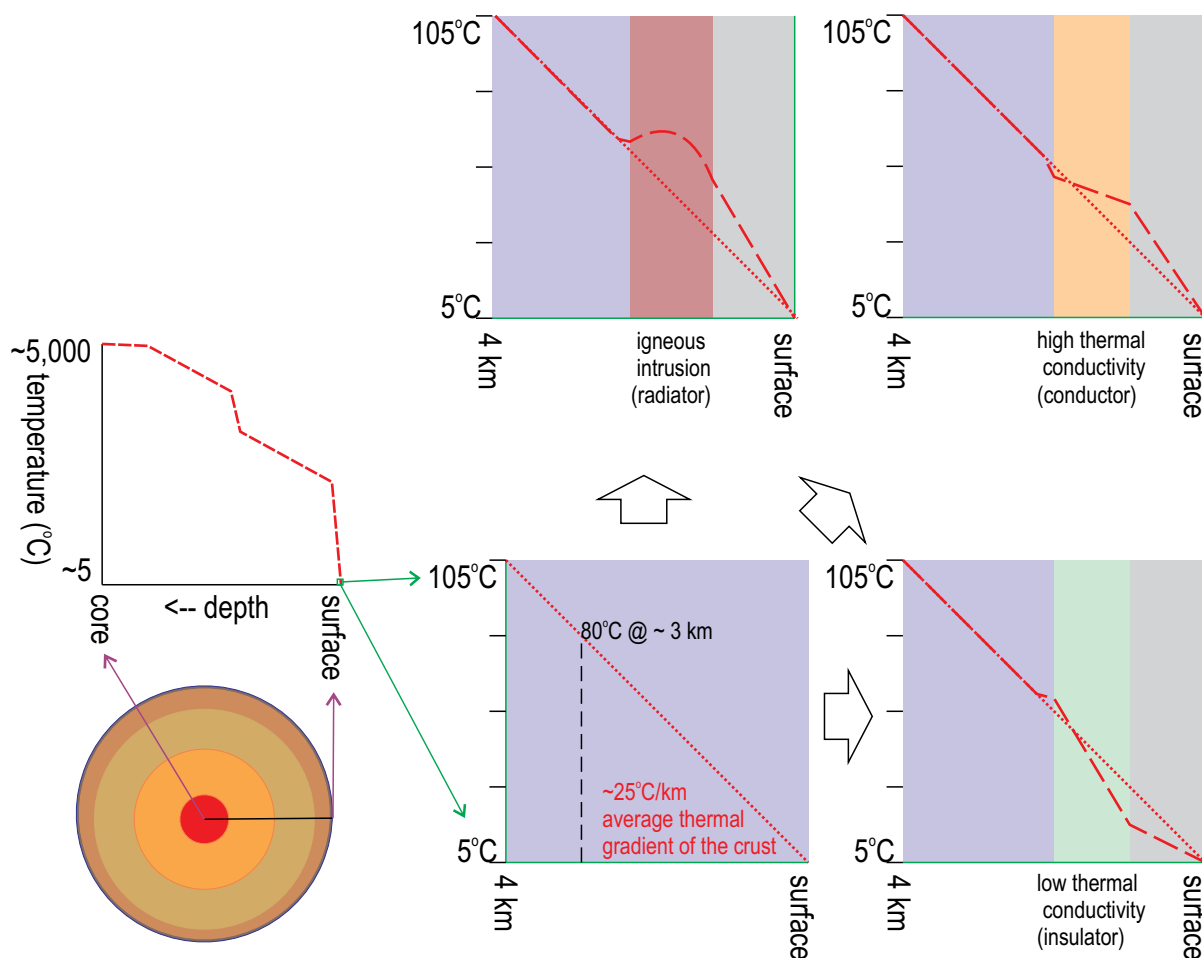 105°C
5°C
4 km
igneous
intrusion
(radiator)
surface
105°C
5°C
4 km
high thermal
conductivity
(conductor)
surface
~5,000
temperature (°C)
~5
core
<-- depth
surface
105°C
80°C @ ~ 3 km
~25°C/km
average thermal
gradient of the crust
5°C
4 km
surface
105°C
5°C
4 km
low thermal
conductivity
(insulator)
surface